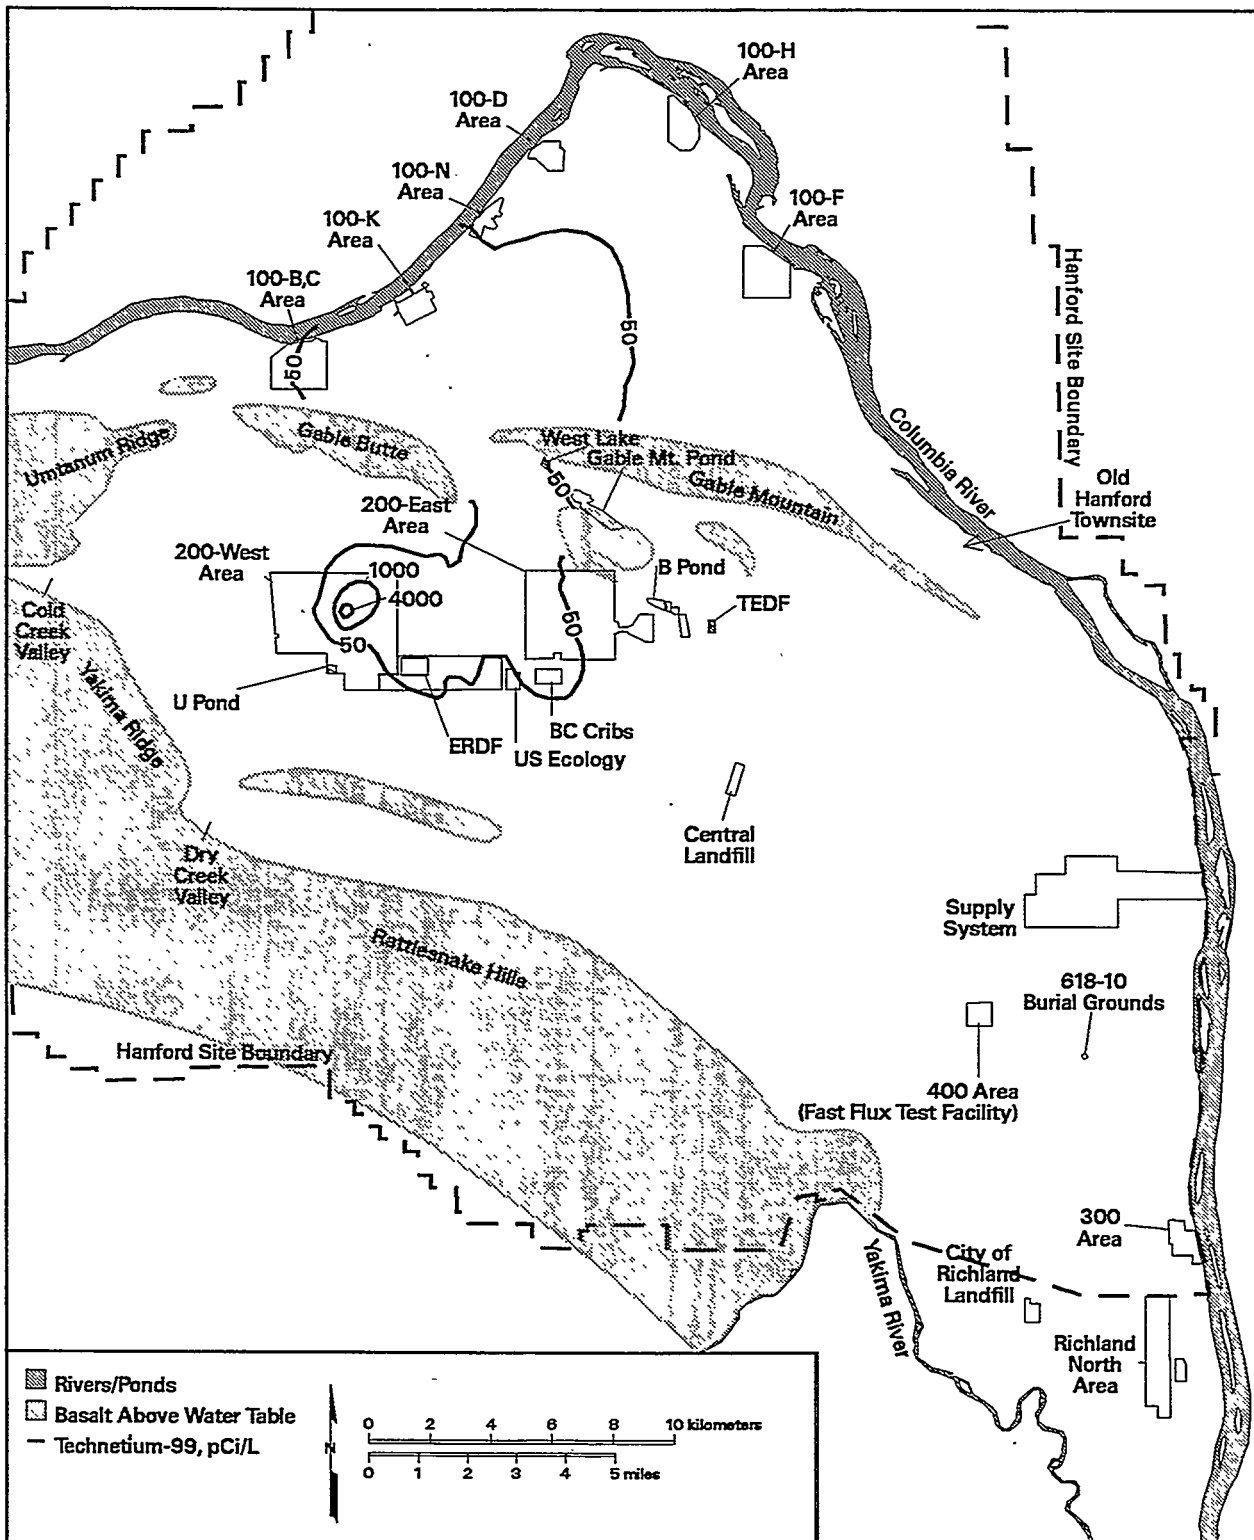 100-H
Area
100-D
Area
100-N
Area
100-K
Area
100-F
Area
100-B,C
Area
Hanford Site Boundary
50
50
Umtanum Ridge
Gable Butte
West Lake
Gable Mt. Pond
Gable Mountain
50
Columbia River
Old
Hanford
Townsite
200-East
Area
200-West
Area
1000
4000
50
50
B Pond
TEDF
Cold
Creek
Valley
Yakima Ridge
U Pond
ERDF
BC Cribs
US Ecology
Central
Landfill
Dry
Creek
Valley
Supply
System
Rattlesnake Hills
618-10
Burial Grounds
Hanford Site Boundary
400 Area
(Fast Flux Test Facility)
300
Area
City of
Richland
Landfill
Yakima River
Richland
North
Area
Rivers/Ponds
Basalt Above Water Table
Technetium-99, pCi/L
N
0 2 4 6 8 10 kilometers
0 1 2 3 4 5 miles